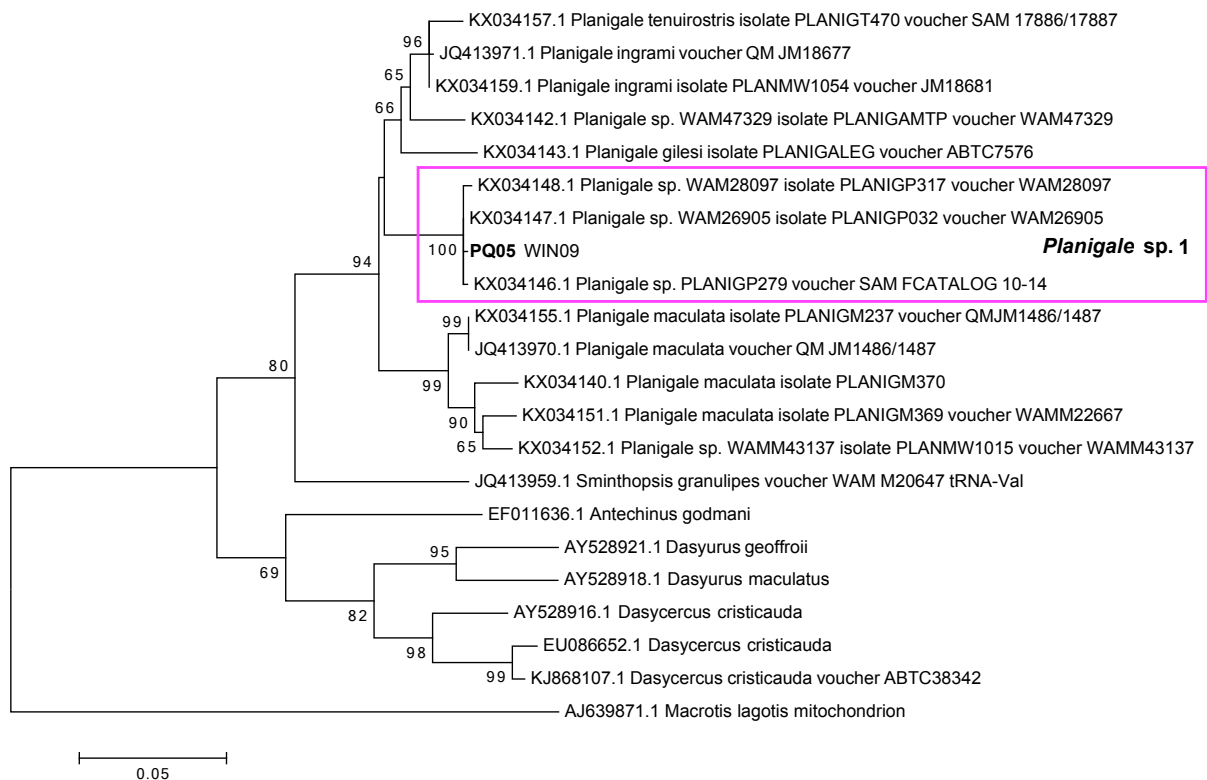 KX034157.1 Planigale tenuirostris isolate PLANIGT470 voucher SAM 17886/17887
96
JQ413971.1 Planigale ingrami voucher QM JM18677
65
KX034159.1 Planigale ingrami isolate PLANMW1054 voucher JM18681
66
KX034142.1 Planigale sp. WAM47329 isolate PLANIGAMTP voucher WAM47329
KX034143.1 Planigale gilesi isolate PLANIGALEG voucher ABTC7576
KX034148.1 Planigale sp. WAM28097 isolate PLANIGP317 voucher WAM28097
KX034147.1 Planigale sp. WAM26905 isolate PLANIGP032 voucher WAM26905
100 PQ05 WIN09 Planigale sp. 1
94
KX034146.1 Planigale sp. PLANIGP279 voucher SAM FCATALOG 10-14
KX034155.1 Planigale maculata isolate PLANIGM237 voucher QMJM1486/1487
99
JQ413970.1 Planigale maculata voucher QM JM1486/1487
80
99
KX034140.1 Planigale maculata isolate PLANIGM370
KX034151.1 Planigale maculata isolate PLANIGM369 voucher WAMM22667
90
65 KX034152.1 Planigale sp. WAMM43137 isolate PLANMW1015 voucher WAMM43137
JQ413959.1 Sminthopsis granulipes voucher WAM M20647 tRNA-Val
EF011636.1 Antechinus godmani
AY528921.1 Dasyurus geoffroii
95
69
AY528918.1 Dasyurus maculatus
82
AY528916.1 Dasycercus cristicauda
EU086652.1 Dasycercus cristicauda
98
99 KJ868107.1 Dasycercus cristicauda voucher ABTC38342
AJ639871.1 Macrotis lagotis mitochondrion
0.05